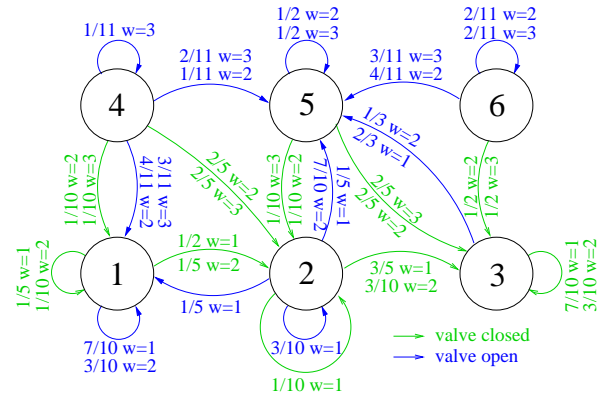 1/11 w=3
1/2 w=2
1/2 w=3
2/11 w=2
2/11 w=3
2/11 w=3
1/11 w=2
3/11 w=3
4/11 w=2
4
5
6
1/10 w=2
1/10 w=3
3/11 w=3
4/11 w=2
2/5 w=2
2/5 w=3
1/10 w=3
1/10 w=2
1/5 w=1
7/10 w=2
1/3 w=2
2/3 w=1
2/5 w=3
2/5 w=2
1/2 w=2
1/2 w=3
1/5 w=1
1/10 w=2
1
1/2 w=1
1/5 w=2
2
3/5 w=1
3/10 w=2
3
7/10 w=1
3/10 w=2
1/5 w=1
7/10 w=1
3/10 w=2
3/10 w=1
1/10 w=1
valve closed
valve open